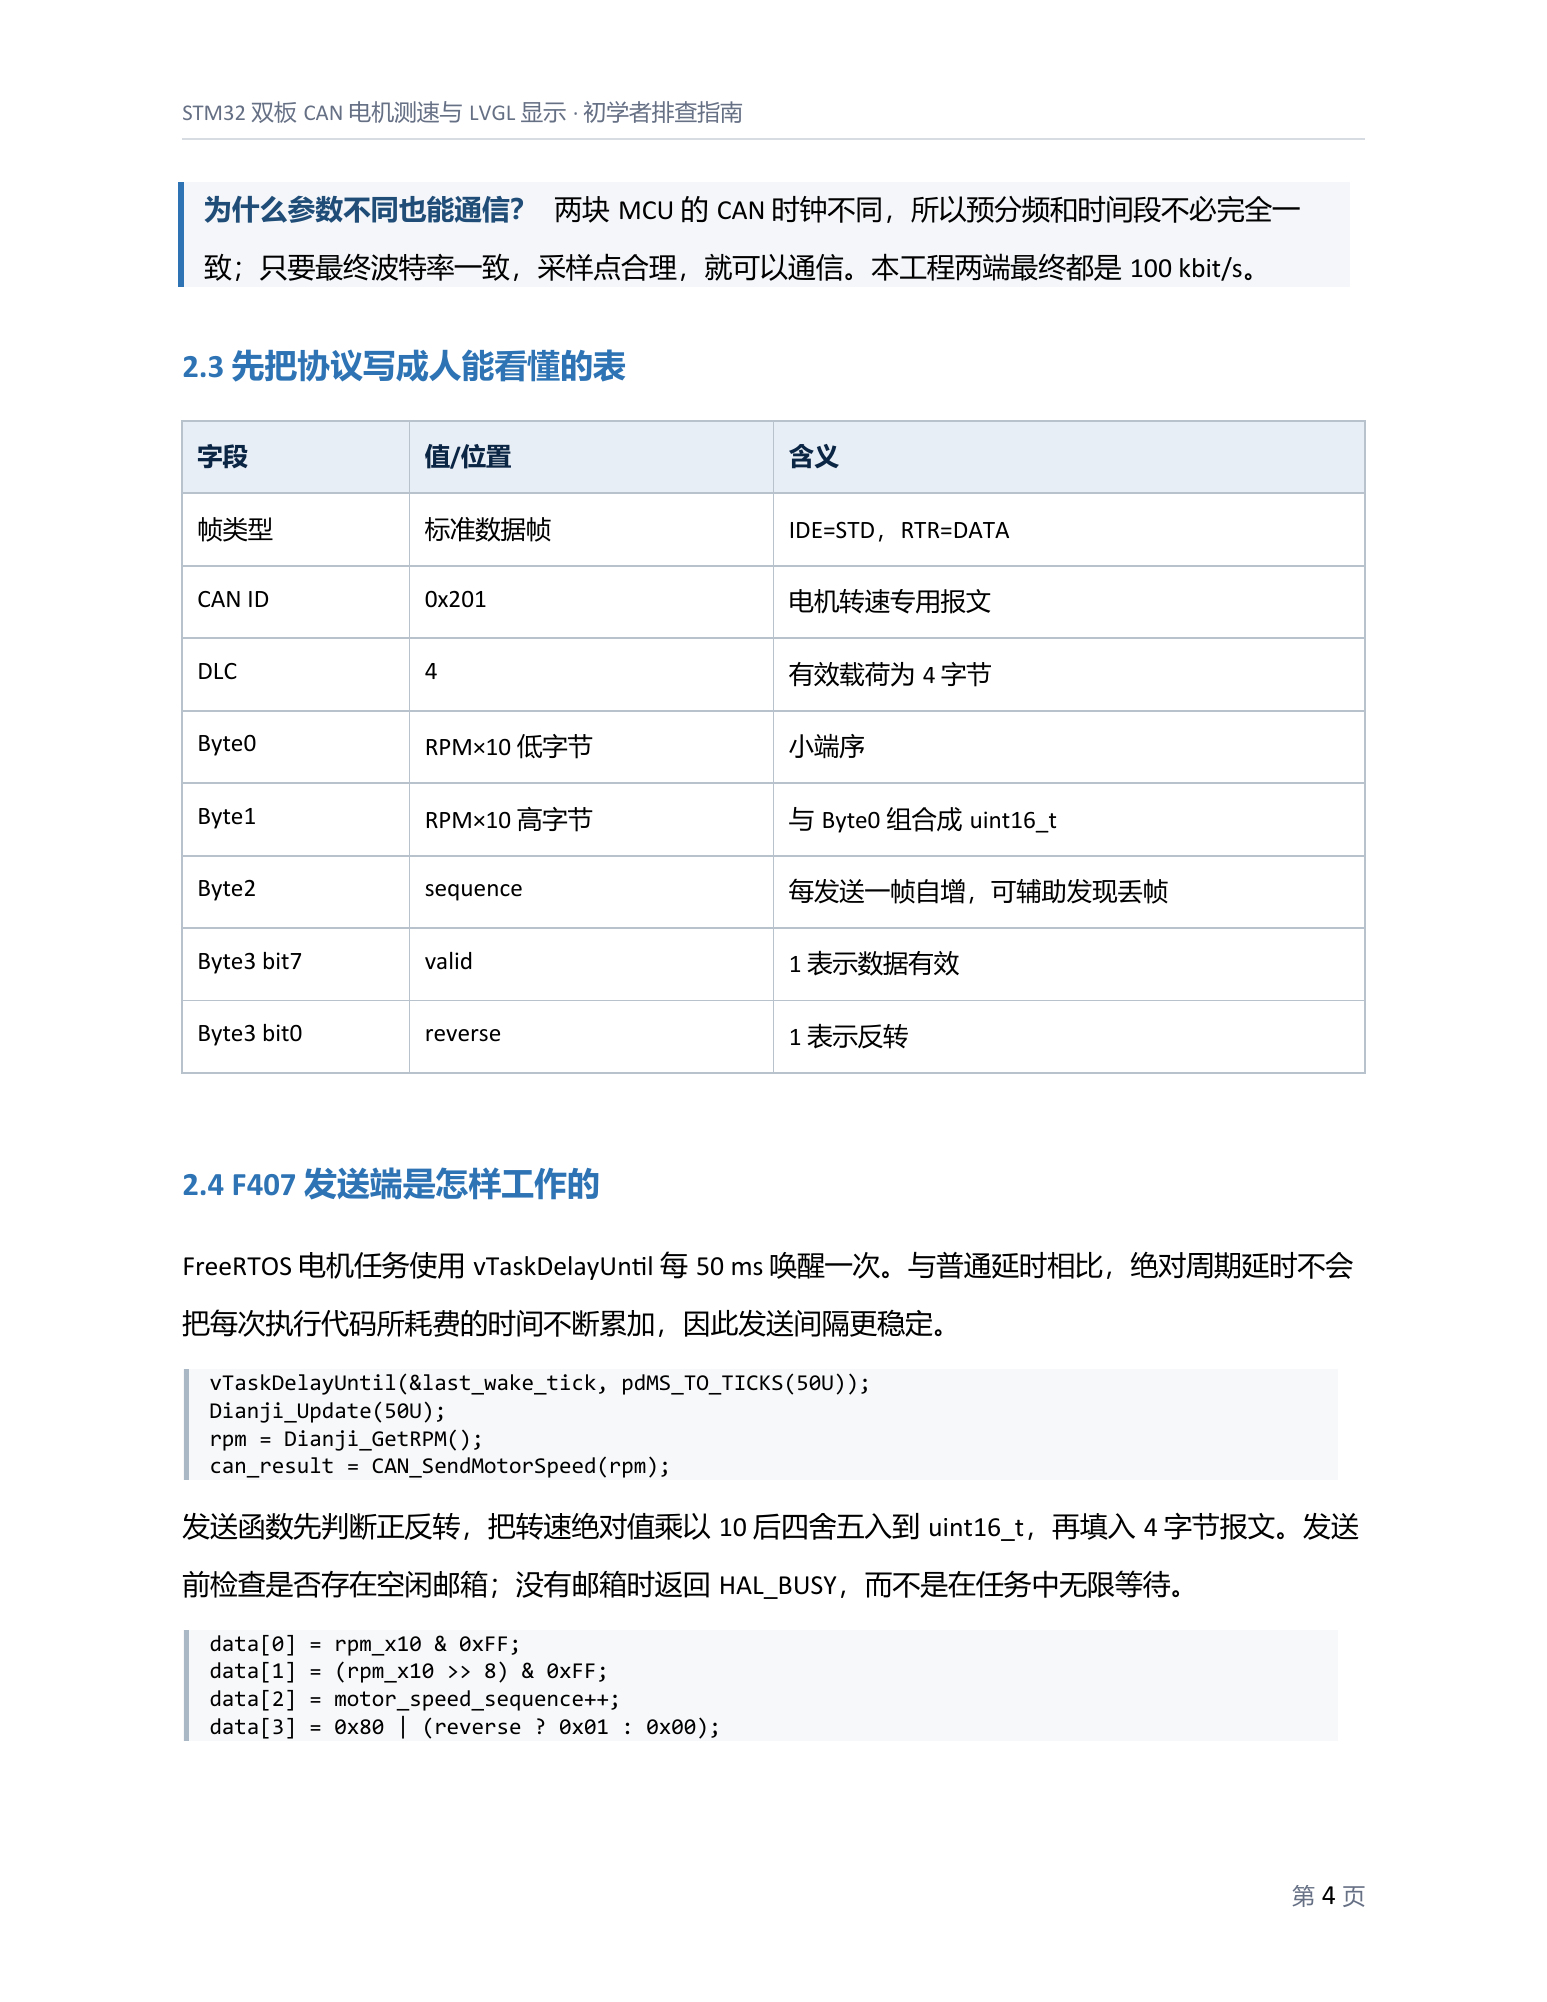 STM32 双板 CAN 电机测速与 LVGL 显示 · 初学者排查指南
为什么参数不同也能通信？ 两块 MCU 的 CAN 时钟不同，所以预分频和时间段不必完全一
致；只要最终波特率一致，采样点合理，就可以通信。本工程两端最终都是 100 kbit/s。
2.3 先把协议写成人能看懂的表
字段 值/位置 含义
帧类型 标准数据帧 IDE=STD，RTR=DATA
CAN ID 0x201 电机转速专用报文
DLC 4 有效载荷为 4 字节
Byte0 RPM×10 低字节 小端序
Byte1 RPM×10 高字节 与 Byte0 组合成 uint16_t
Byte2 sequence 每发送一帧自增，可辅助发现丢帧
Byte3 bit7 valid 1 表示数据有效
Byte3 bit0 reverse 1 表示反转
2.4 F407 发送端是怎样工作的
FreeRTOS 电机任务使用 vTaskDelayUntil 每 50 ms 唤醒一次。与普通延时相比，绝对周期延时不会
把每次执行代码所耗费的时间不断累加，因此发送间隔更稳定。
vTaskDelayUntil(&last_wake_tick, pdMS_TO_TICKS(50U));
Dianji_Update(50U);
rpm = Dianji_GetRPM();
can_result = CAN_SendMotorSpeed(rpm);
发送函数先判断正反转，把转速绝对值乘以 10 后四舍五入到 uint16_t，再填入 4 字节报文。发送
前检查是否存在空闲邮箱；没有邮箱时返回 HAL_BUSY，而不是在任务中无限等待。
data[0] = rpm_x10 & 0xFF;
data[1] = (rpm_x10 >> 8) & 0xFF;
data[2] = motor_speed_sequence++;
data[3] = 0x80 | (reverse ? 0x01 : 0x00);
第 4 页